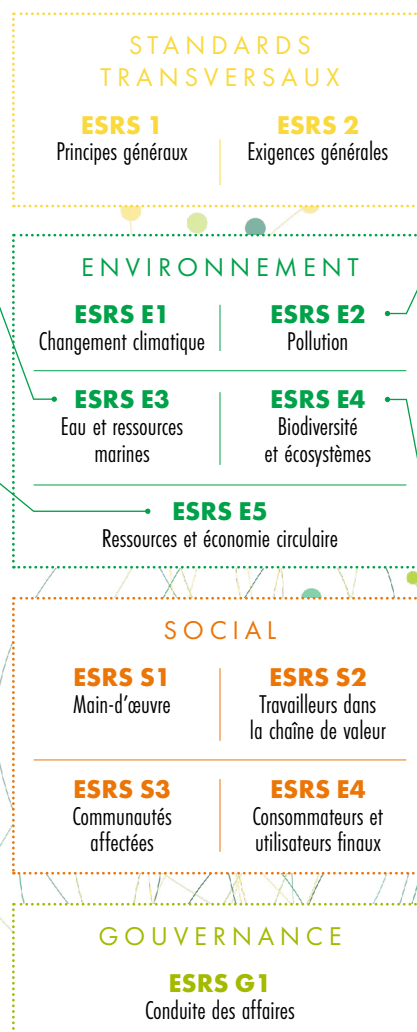 STANDARDS
TRANSVERSAUX
ESRS 1
Principes généraux
ESRS 2
Exigences générales
ENVIRONNEMENT
ESRS E1
Changement climatique
ESRS E2
Pollution
ESRS E3
Eau et ressources
marines
ESRS E4
Biodiversité
et écosystèmes
ESRS E5
Ressources et économie circulaire
SOCIAL
ESRS S1
Main-d’œuvre
ESRS S2
Travailleurs dans
la chaîne de valeur
ESRS S3
Communautés
affectées
ESRS E4
Consommateurs et
utilisateurs finaux
GOUVERNANCE
ESRS G1
Conduite des affaires